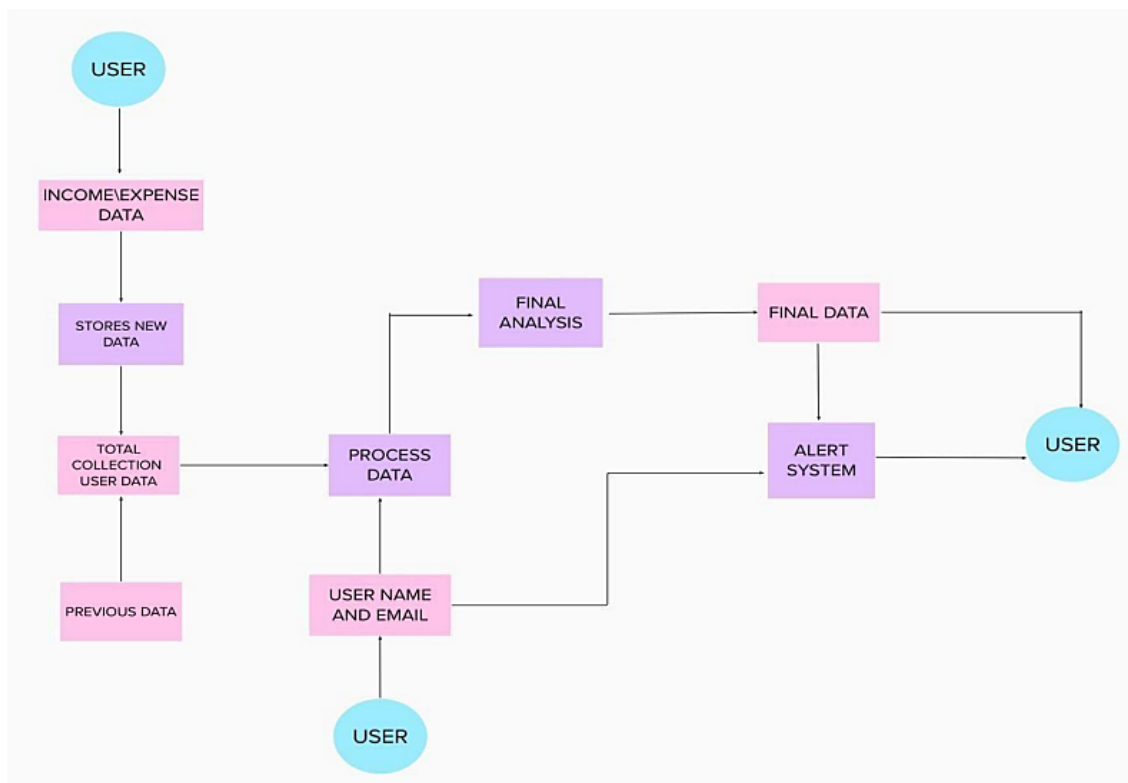 USER
INCOME\EXPENSE
DATA
STORES NEW
DATA
TOTAL
COLLECTION
USER DATA
PREVIOUS DATA
PROCESS
DATA
USER NAME
AND EMAIL
USER
FINAL
ANALYSIS
FINAL DATA
ALERT
SYSTEM
USER